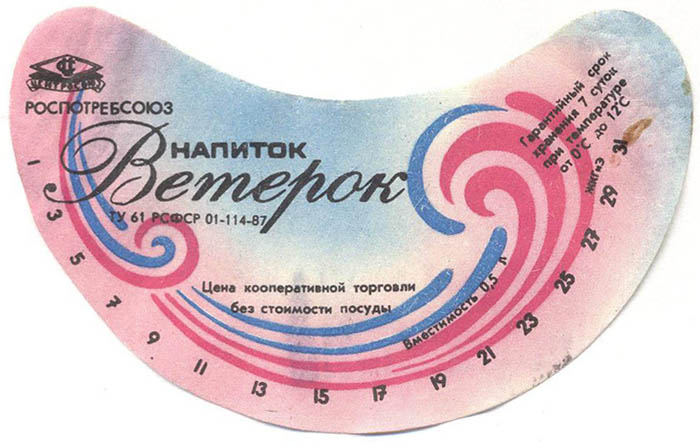 ЦЕНТРОСОЮЗ
РОСПОТРЕБСОЮЗ
НАПИТОК
Ветерок
ТУ 61 РСФСР 01-114-87
Цена кооперативной торговли
без стоимости посуды
Вместимость 0,5 л
Гарантийный срок
хранения 7 суток
при температуре
от 0°С до 12°С
1 3 5 7 9 11 13 15 17 19 21 23 25 27 29 31